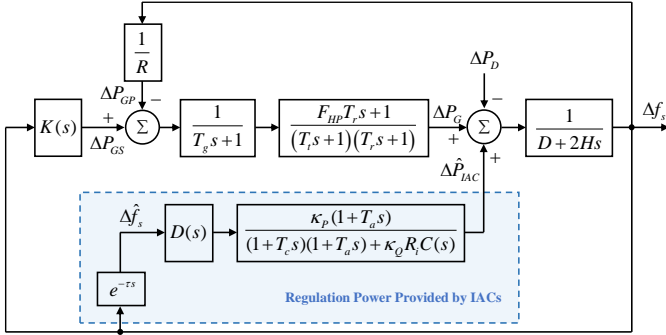 1/R
ΔP_D
ΔP_GP −
−
Δf_s
K(s)
+
Σ
1/(T_g s+1)
(F_HP T_r s+1)/((T_t s+1)(T_r s+1))
ΔP_G
+
Σ
1/(D+2Hs)
ΔP_GS
ΔP̂_IAC
+
Δf̂_s
D(s)
κ_P(1+T_a s)/((1+T_c s)(1+T_a s)+κ_Q R_i C(s))
e^{−τs}
Regulation Power Provided by IACs